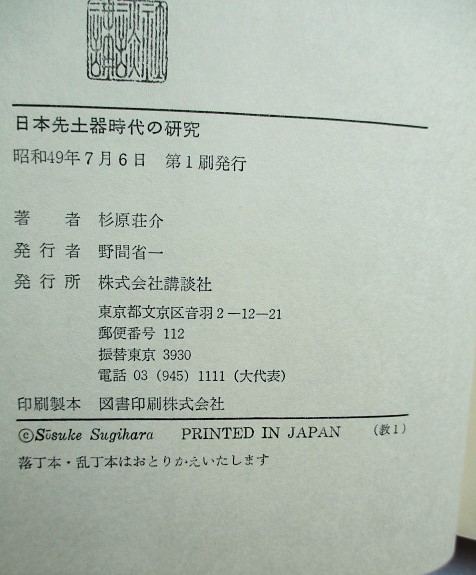 日本先土器時代の研究
昭和49年7月6日 第1刷発行
著者 杉原荘介
発行者 野間省一
発行所 株式会社講談社
東京都文京区音羽2-12-21
郵便番号 112
振替東京 3930
電話 03 (945) 1111 (大代表)
印刷製本 図書印刷株式会社
©Sōsuke Sugihara PRINTED IN JAPAN (教1)
落丁本・乱丁本はおとりかえいたします